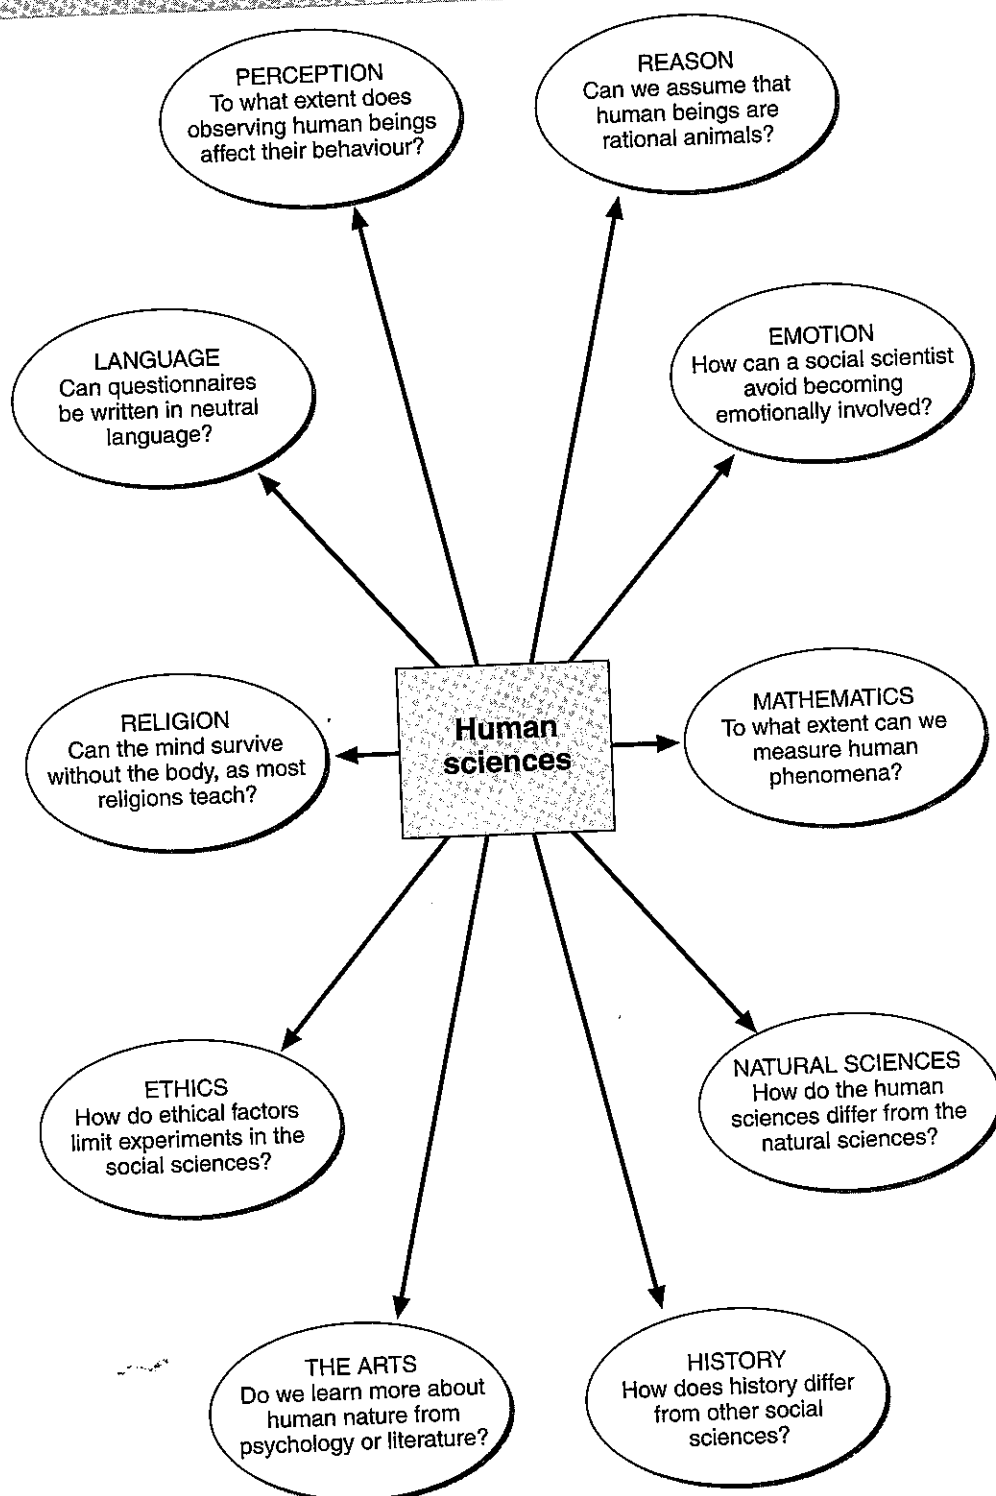 PERCEPTION
To what extent does
observing human beings
affect their behaviour?
REASON
Can we assume that
human beings are
rational animals?
LANGUAGE
Can questionnaires
be written in neutral
language?
EMOTION
How can a social scientist
avoid becoming
emotionally involved?
RELIGION
Can the mind survive
without the body, as most
religions teach?
Human
sciences
MATHEMATICS
To what extent can we
measure human
phenomena?
ETHICS
How do ethical factors
limit experiments in the
social sciences?
NATURAL SCIENCES
How do the human
sciences differ from the
natural sciences?
THE ARTS
Do we learn more about
human nature from
psychology or literature?
HISTORY
How does history differ
from other social
sciences?